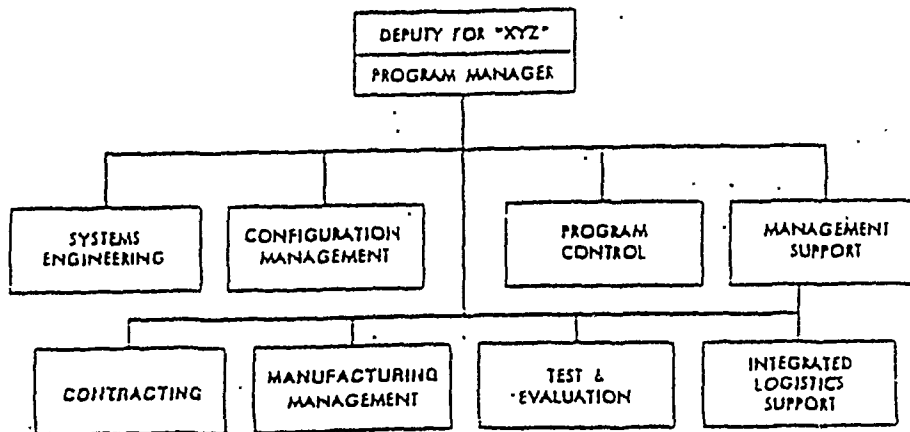 DEPUTY FOR "XYZ"
PROGRAM MANAGER
SYSTEMS
ENGINEERING
CONFIGURATION
MANAGEMENT
PROGRAM
CONTROL
MANAGEMENT
SUPPORT
CONTRACTING
MANUFACTURING
MANAGEMENT
TEST &
EVALUATION
INTEGRATED
LOGISTICS
SUPPORT